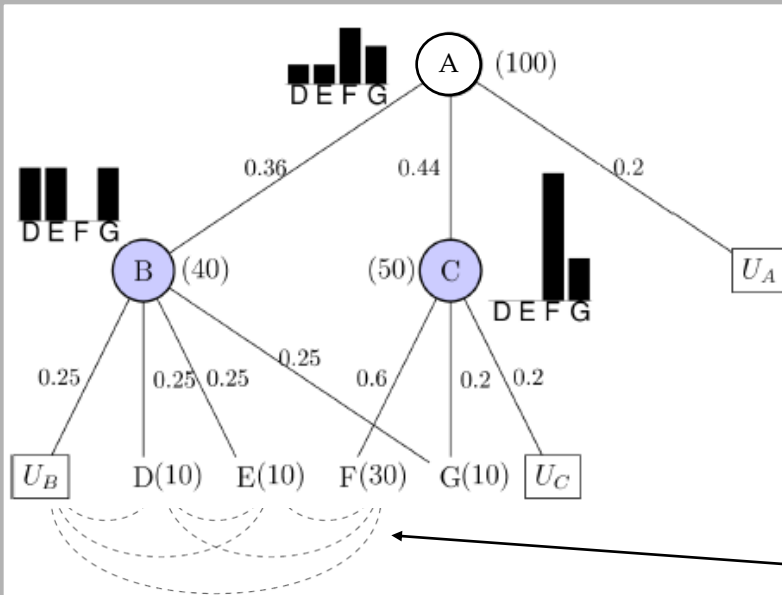 A (100)
D E F G
0.36 0.44 0.2
D E F G
B (40) (50) C U_A
D E F G
0.25 0.25 0.25 0.25 0.6 0.2 0.2
U_B D(10) E(10) F(30) G(10) U_C